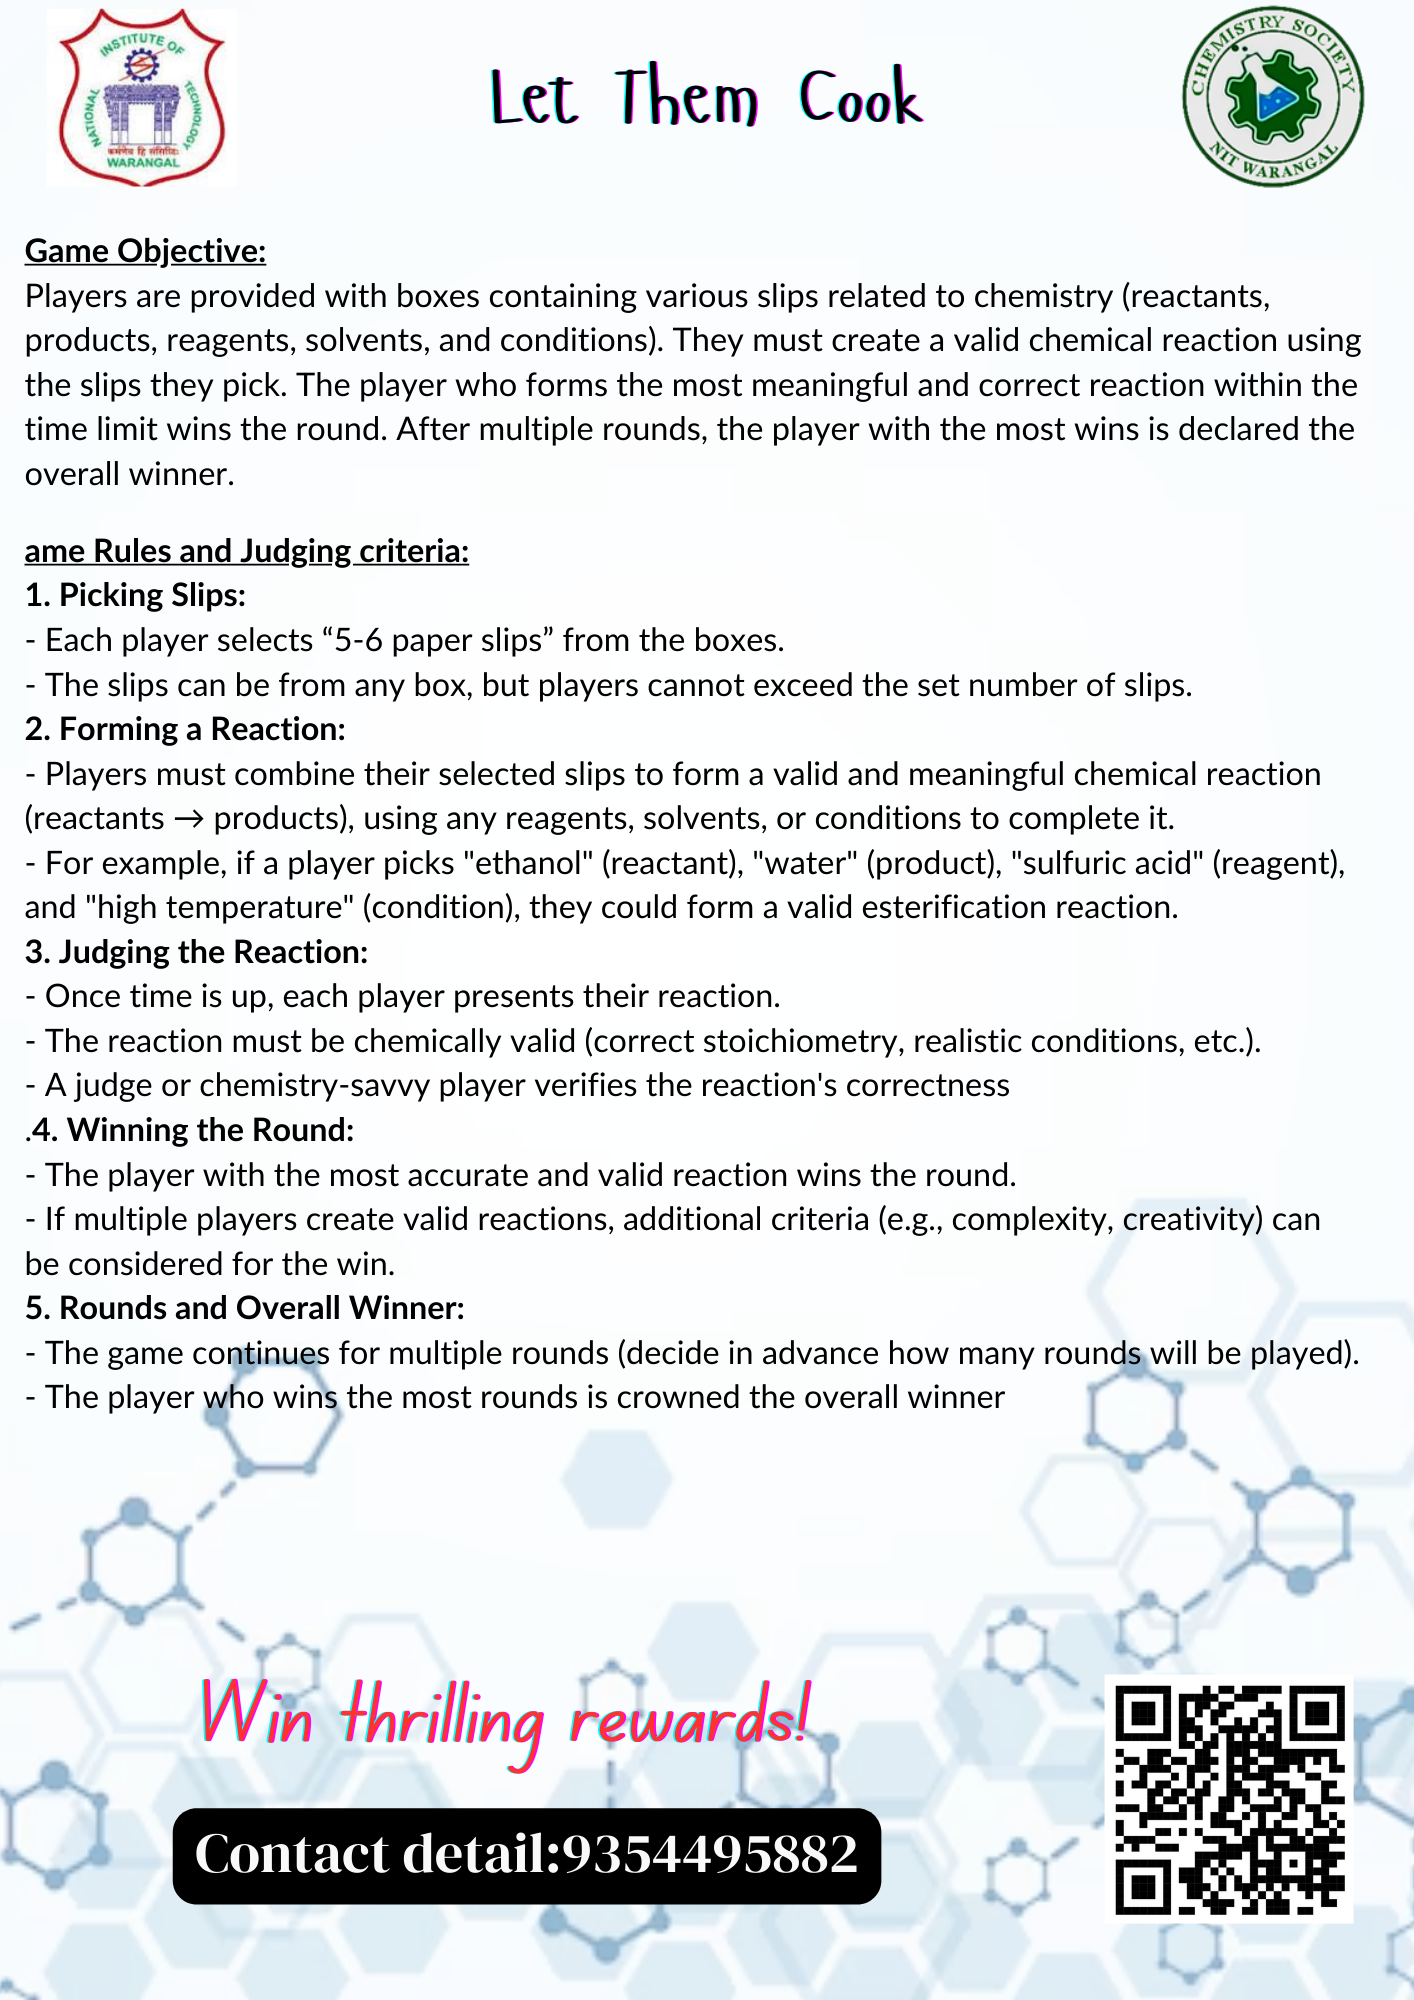 INSTITUTE OF
NATIONAL
TECHNOLOGY
कर्मण्येव हि संसिद्धिः
WARANGAL
Let Them Cook
CHEMISTRY SOCIETY
NIT WARANGAL
Game Objective:
Players are provided with boxes containing various slips related to chemistry (reactants,
products, reagents, solvents, and conditions). They must create a valid chemical reaction using
the slips they pick. The player who forms the most meaningful and correct reaction within the
time limit wins the round. After multiple rounds, the player with the most wins is declared the
overall winner.
ame Rules and Judging criteria:
1. Picking Slips:
- Each player selects “5-6 paper slips” from the boxes.
- The slips can be from any box, but players cannot exceed the set number of slips.
2. Forming a Reaction:
- Players must combine their selected slips to form a valid and meaningful chemical reaction
(reactants → products), using any reagents, solvents, or conditions to complete it.
- For example, if a player picks "ethanol" (reactant), "water" (product), "sulfuric acid" (reagent),
and "high temperature" (condition), they could form a valid esterification reaction.
3. Judging the Reaction:
- Once time is up, each player presents their reaction.
- The reaction must be chemically valid (correct stoichiometry, realistic conditions, etc.).
- A judge or chemistry-savvy player verifies the reaction's correctness
.4. Winning the Round:
- The player with the most accurate and valid reaction wins the round.
- If multiple players create valid reactions, additional criteria (e.g., complexity, creativity) can
be considered for the win.
5. Rounds and Overall Winner:
- The game continues for multiple rounds (decide in advance how many rounds will be played).
- The player who wins the most rounds is crowned the overall winner
Win thrilling rewards!
Contact detail:9354495882